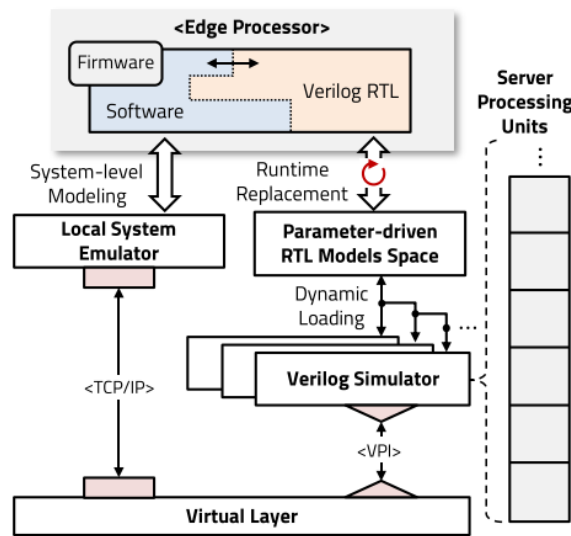 <Edge Processor>
Firmware
Software
Verilog RTL
Server
Processing
Units
⋮
System-level
Modeling
Runtime
Replacement
Local System
Emulator
Parameter-driven
RTL Models Space
Dynamic
Loading
...
Verilog Simulator
<TCP/IP>
<VPI>
Virtual Layer